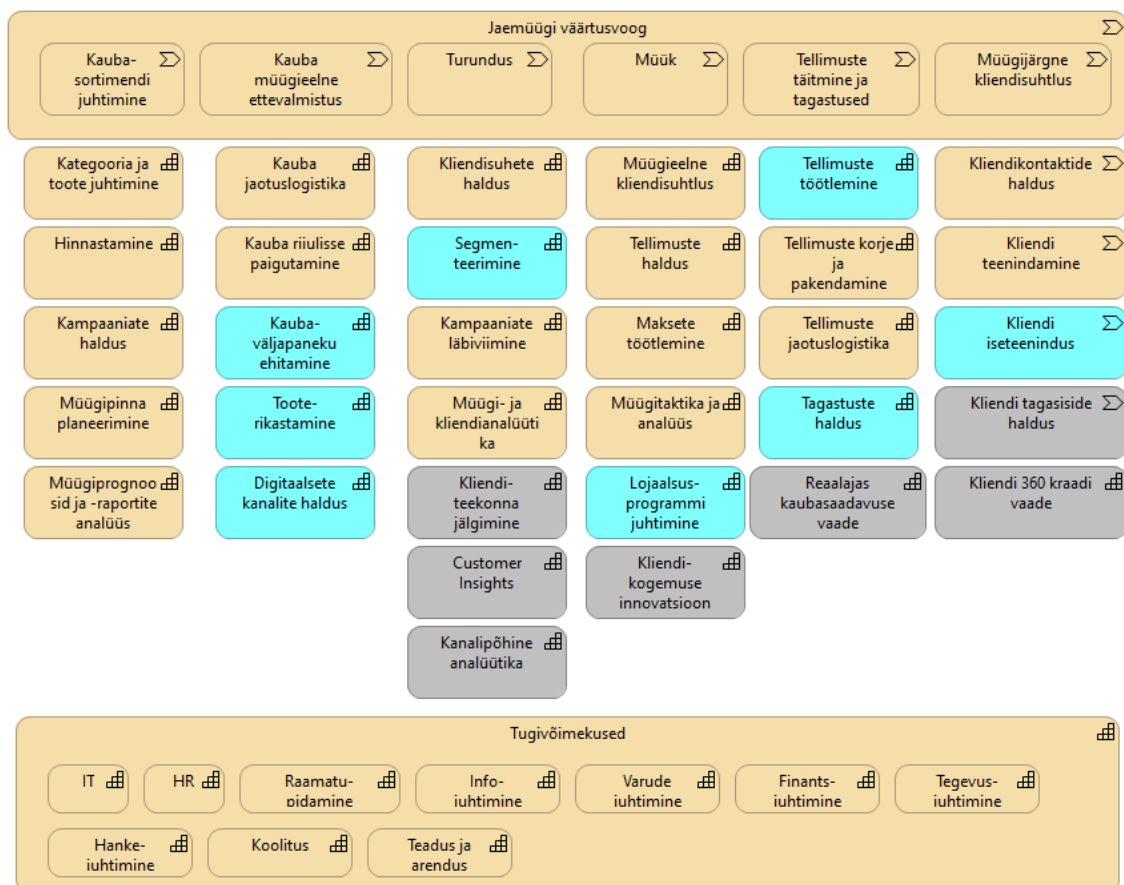 Jaemüügi väärtusvoog
Kauba-
sortimendi
juhtimine
Kauba
müügieelne
ettevalmistus
Turundus
Müük
Tellimuste
täitmine ja
tagastused
Müügijärgne
kliendisuhtlus
Kategooria ja
toote juhtimine
Kauba
jaotuslogistika
Kliendisuhete
haldus
Müügieelne
kliendisuhtlus
Tellimuste
töötlemine
Kliendikontaktide
haldus
Hinnastamine
Kauba riiulisse
paigutamine
Segmen-
teerimine
Tellimuste
haldus
Tellimuste korje
ja
pakendamine
Kliendi
teenindamine
Kampaaniate
haldus
Kauba-
väljapaneku
ehitamine
Kampaaniate
läbiviimine
Maksete
töötlemine
Tellimuste
jaotuslogistika
Kliendi
iseteenindus
Müügipinna
planeerimine
Toote-
rikastamine
Müügi- ja
kliendianalüüti
ka
Müügitaktika ja
analüüs
Tagastuste
haldus
Kliendi tagasiside
haldus
Müügiprognoo
sid ja -raportite
analüüs
Digitaalsete
kanalite haldus
Kliendi-
teekonna
jälgimine
Lojaalsus-
programmi
juhtimine
Reaalajas
kaubasaadavuse
vaade
Kliendi 360 kraadi
vaade
Customer
Insights
Kliendi-
kogemuse
innovatsioon
Kanalipõhine
analüütika
Tugivõimekused
IT
HR
Raamatu-
pidamine
Info-
juhtimine
Varude
juhtimine
Finants-
juhtimine
Tegevus-
juhtimine
Hanke-
juhtimine
Koolitus
Teadus ja
arendus